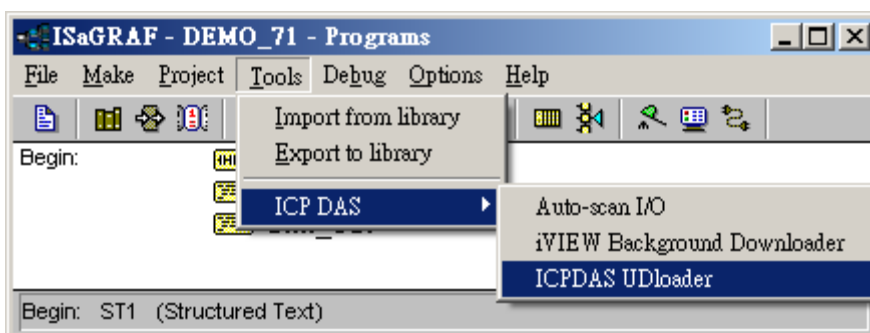 ISaGRAF - DEMO_71 - Programs
File Make Project Tools Debug Options Help
Import from library
Export to library
Begin:
ICP DAS
Auto-scan I/O
iVIEW Background Downloader
ICPDAS UDloader
Begin: ST1 (Structured Text)